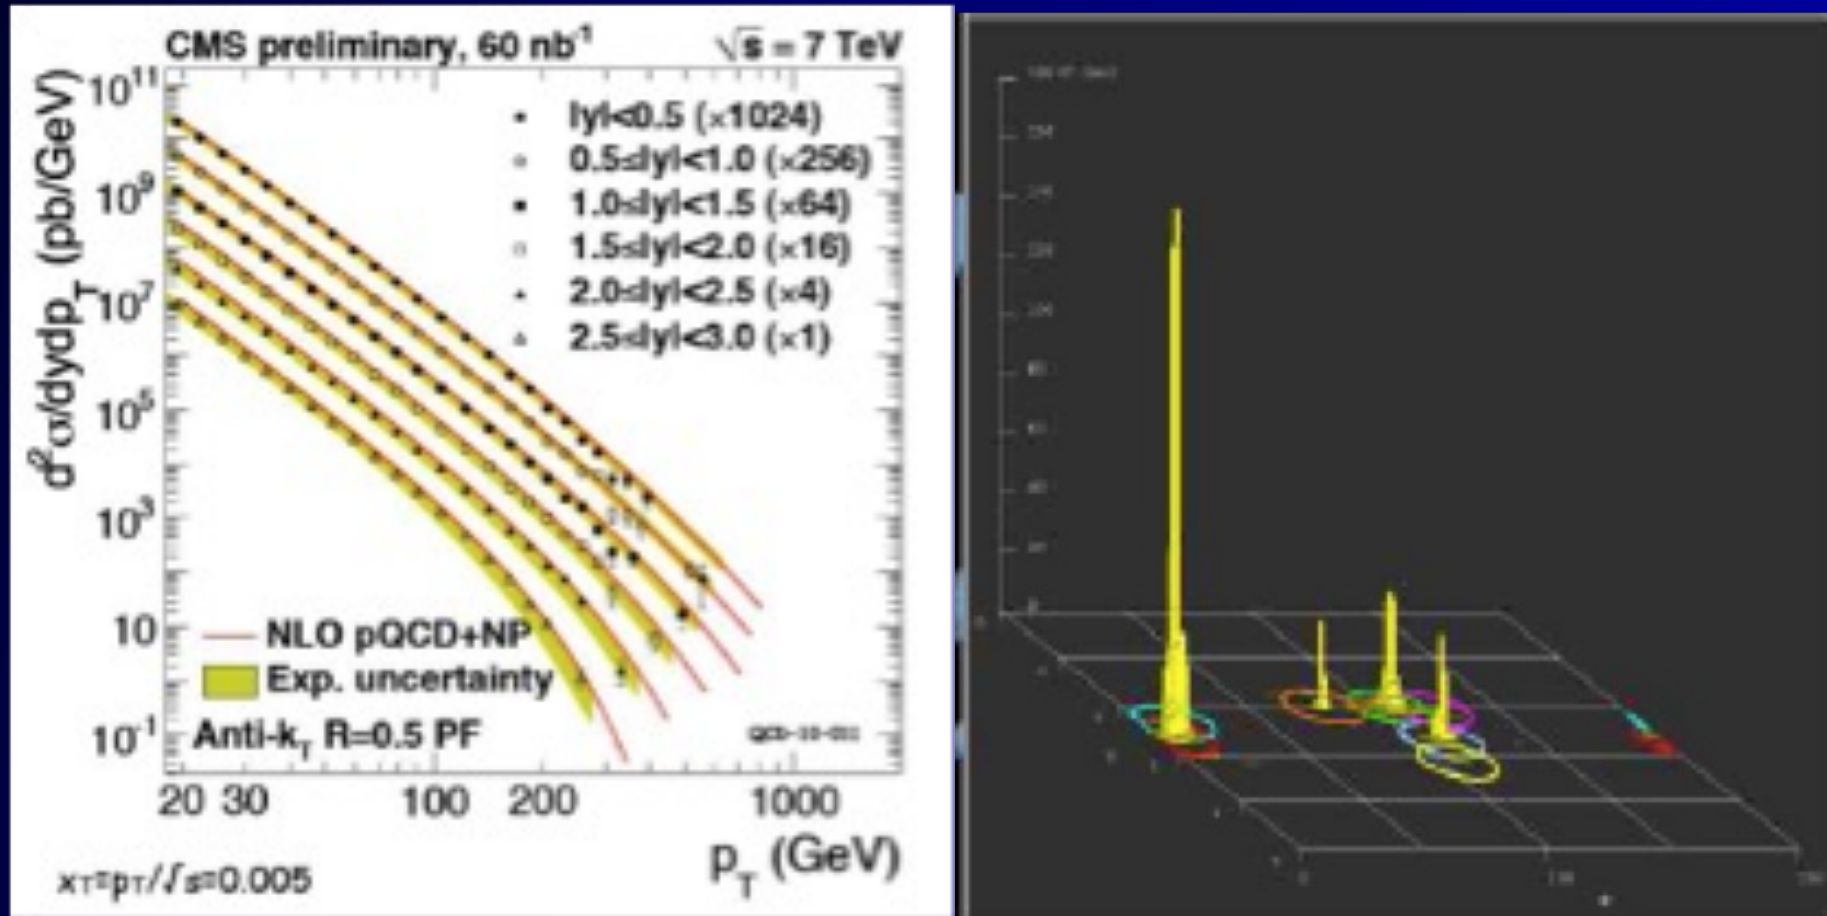 CMS preliminary, 60 nb⁻¹ √s = 7 TeV
d²σ/dydp_T (pb/GeV)
10¹¹
10⁹
10⁷
10⁵
10³
10
10⁻¹
|y|<0.5 (×1024)
0.5≤|y|<1.0 (×256)
1.0≤|y|<1.5 (×64)
1.5≤|y|<2.0 (×16)
2.0≤|y|<2.5 (×4)
2.5≤|y|<3.0 (×1)
NLO pQCD+NP
Exp. uncertainty
Anti-k_T R=0.5 PF
QCD-10-011
20 30 100 200 1000
p_T (GeV)
x_T=p_T/√s=0.005